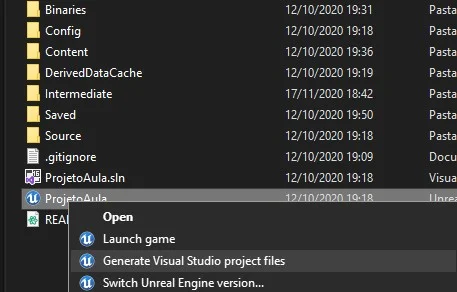 Binaries 12/10/2020 19:31 Pasta
Config 12/10/2020 19:18 Pasta
Content 12/10/2020 19:36 Pasta
DerivedDataCache 12/10/2020 19:19 Pasta
Intermediate 17/11/2020 18:42 Pasta
Saved 12/10/2020 19:50 Pasta
Source 12/10/2020 19:18 Pasta
.gitignore 12/10/2020 19:09 Docu
ProjetoAula.sln 12/10/2020 19:18 Visua
ProjetoAula 12/10/2020 19:18 Unrea
REA
Open
Launch game
Generate Visual Studio project files
Switch Unreal Engine version...